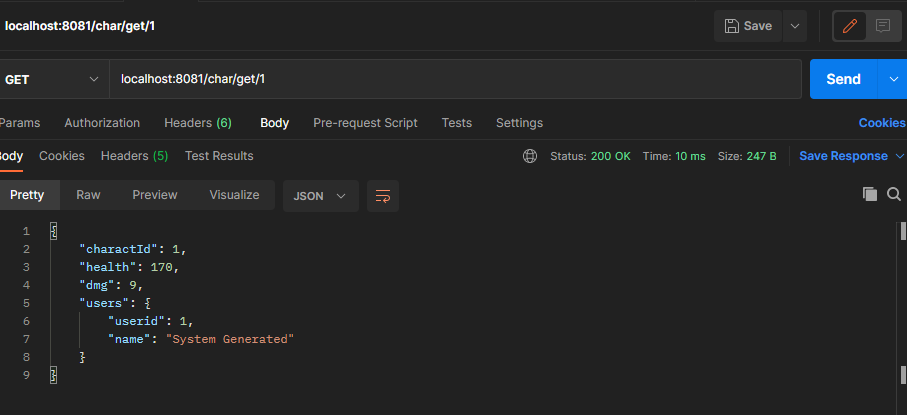 localhost:8081/char/get/1
Save
GET localhost:8081/char/get/1 Send
Params Authorization Headers (6) Body Pre-request Script Tests Settings Cookies
Body Cookies Headers (5) Test Results Status: 200 OK Time: 10 ms Size: 247 B Save Response
Pretty Raw Preview Visualize JSON
1 {
2 "charactId": 1,
3 "health": 170,
4 "dmg": 9,
5 "users": {
6 "userid": 1,
7 "name": "System Generated"
8 }
9 }